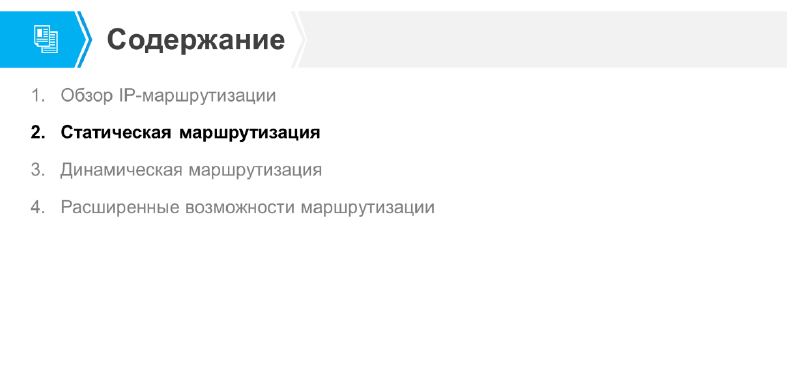 Содержание
1. Обзор IP-маршрутизации
2. Статическая маршрутизация
3. Динамическая маршрутизация
4. Расширенные возможности маршрутизации